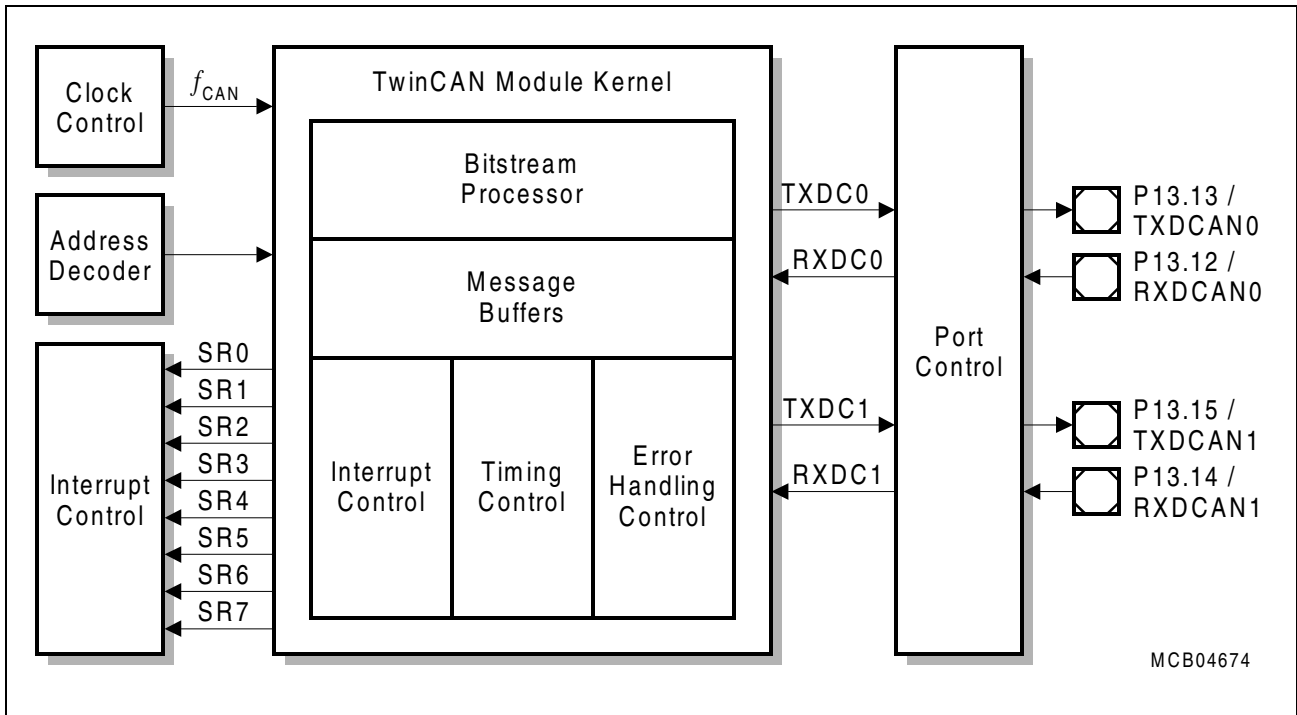 Clock
Control
fCAN
Address
Decoder
Interrupt
Control
SR0
SR1
SR2
SR3
SR4
SR5
SR6
SR7
TwinCAN Module Kernel
Bitstream
Processor
Message
Buffers
Interrupt
Control
Timing
Control
Error
Handling
Control
TXDC0
RXDC0
TXDC1
RXDC1
Port
Control
P13.13 /
TXDCAN0
P13.12 /
RXDCAN0
P13.15 /
TXDCAN1
P13.14 /
RXDCAN1
MCB04674